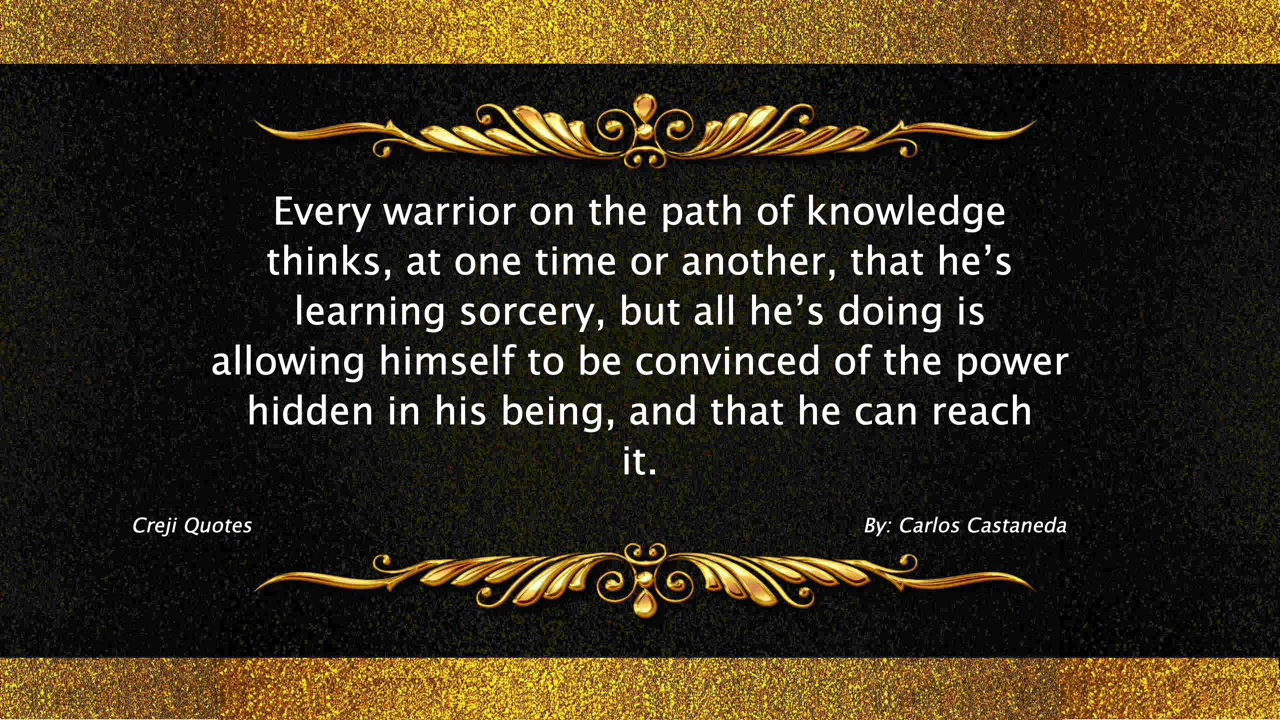 Every warrior on the path of knowledge
thinks, at one time or another, that he’s
learning sorcery, but all he’s doing is
allowing himself to be convinced of the power
hidden in his being, and that he can reach
it.
Creji Quotes
By: Carlos Castaneda